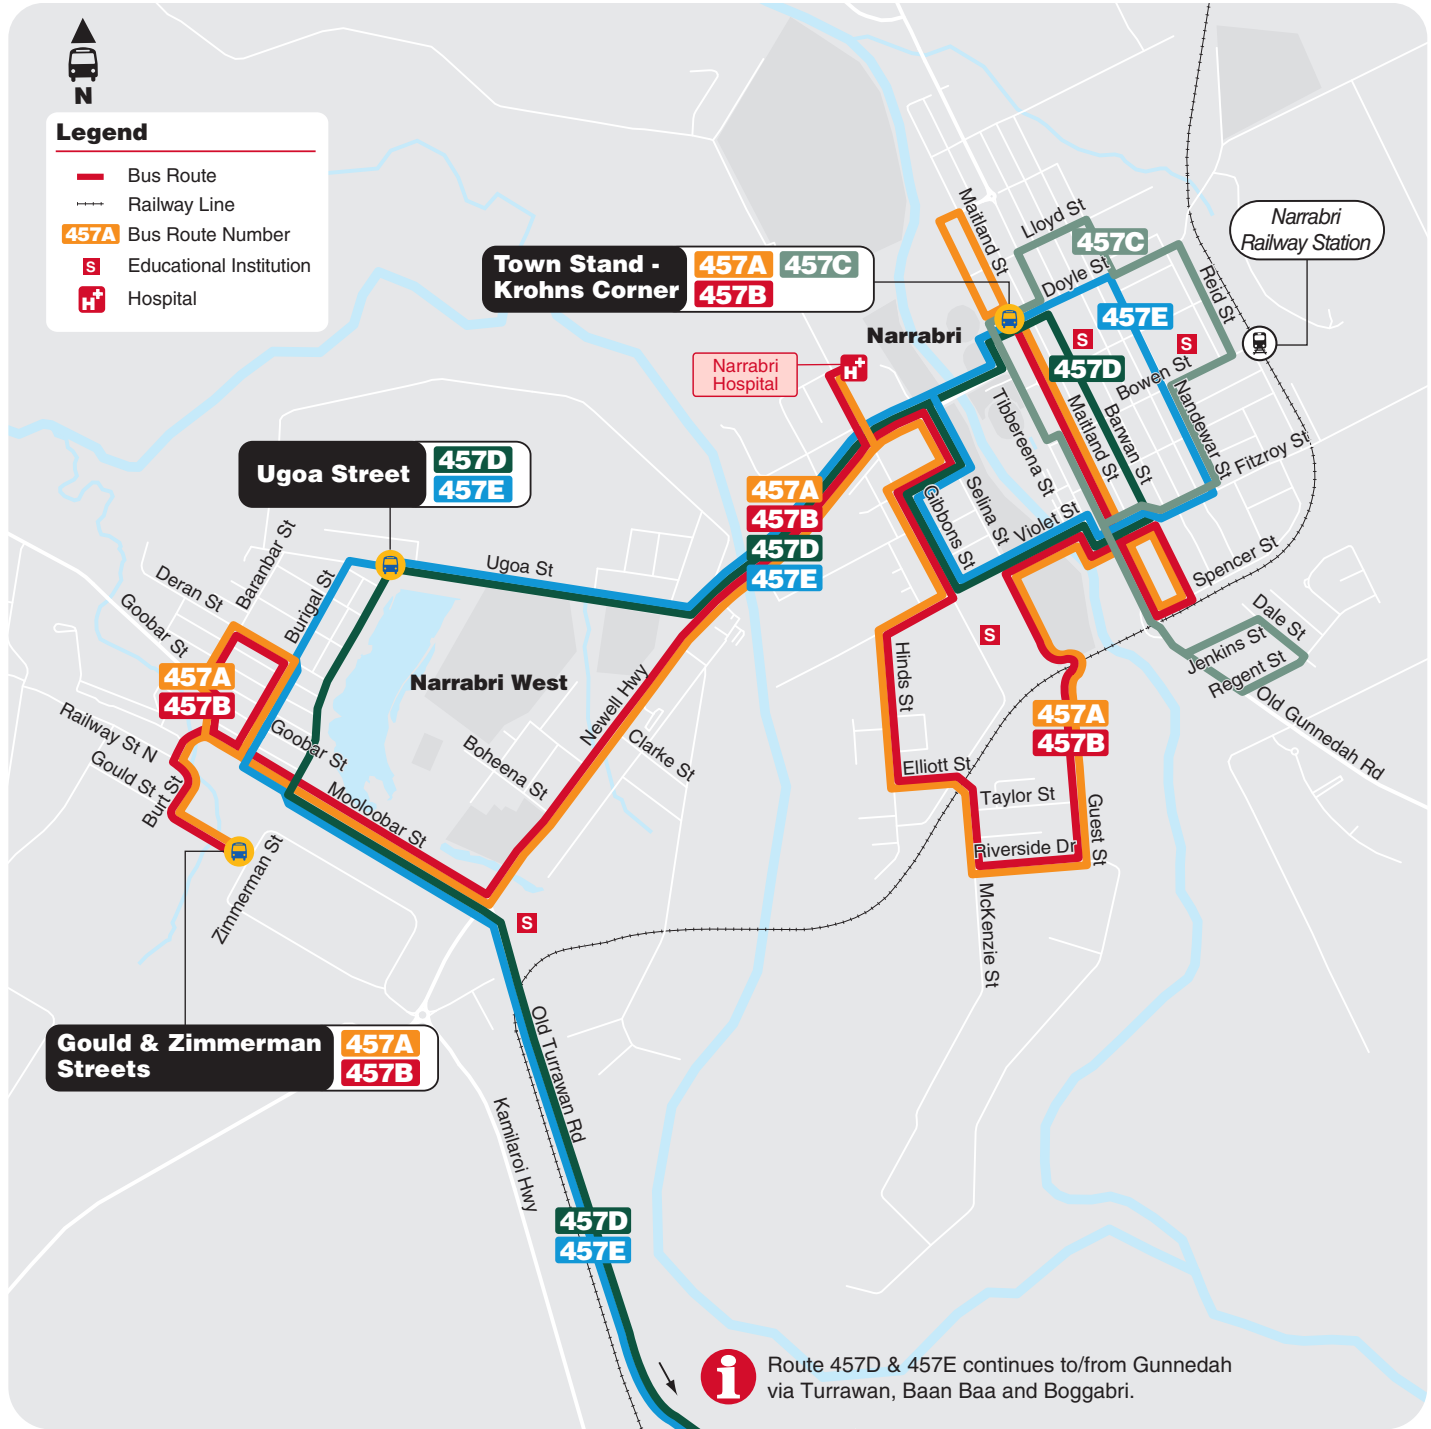 N
Legend
Bus Route
Railway Line
457A Bus Route Number
S Educational Institution
H+ Hospital
Town Stand -
Krohns Corner
457A 457C
457B
Narrabri
Railway Station
Maitland St
Lloyd St
457C
Doyle St
Reid St
457E
S
S
Narrabri
457D
Bowen St
Narrabri
Hospital
H+
Tibbereena St
Maitland St
Barwan St
Nandewar St
Fitzroy St
Ugoa Street
457D
457E
457A
457B
457D
457E
Gibbons St
Selina St
Violet St
Spencer St
Ugoa St
Baranbar St
Deran St
Goobar St
Burigal St
Dale St
Jenkins St
Regent St
Old Gunnedah Rd
S
Hinds St
457A
457B
Narrabri West
Newell Hwy
457A
457B
Railway St N
Gould St
Burt St
Goobar St
Boheena St
Clarke St
Mooloobar St
Elliott St
Taylor St
Guest St
Riverside Dr
McKenzie St
Zimmerman St
S
Gould & Zimmerman
Streets
457A
457B
Old Turrawan Rd
Kamilaroi Hwy
457D
457E
i
Route 457D & 457E continues to/from Gunnedah
via Turrawan, Baan Baa and Boggabri.